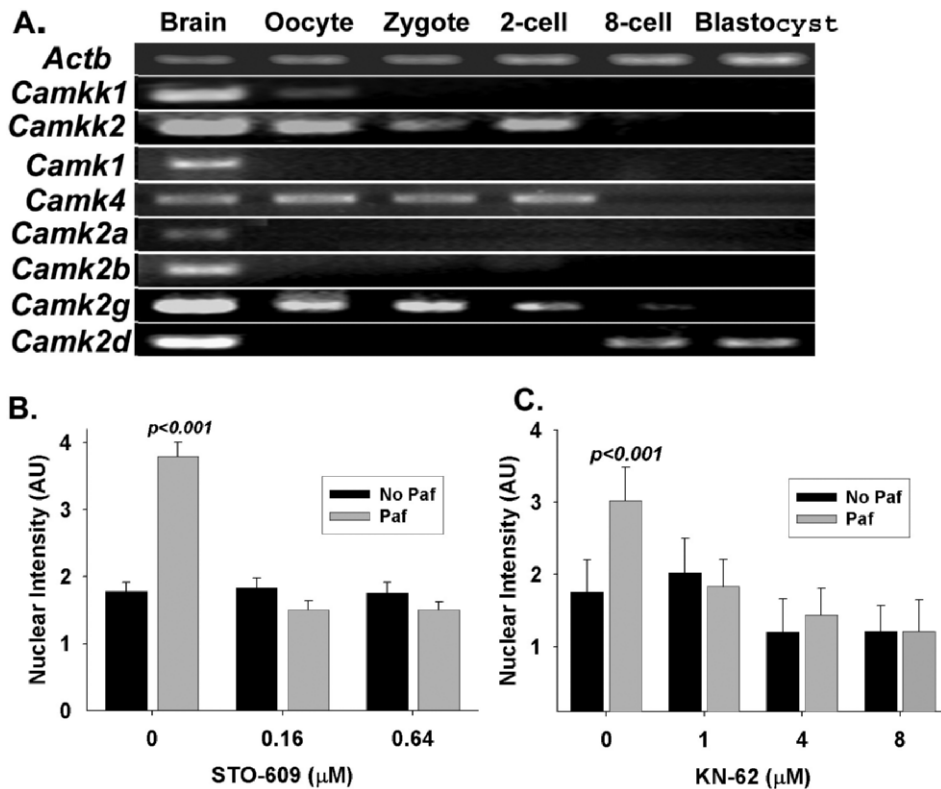 A.
Brain Oocyte Zygote 2-cell 8-cell Blastocyst
Actb
Camkk1
Camkk2
Camk1
Camk4
Camk2a
Camk2b
Camk2g
Camk2d
B.
p<0.001
4
3
2
1
0
Nuclear Intensity (AU)
No Paf
Paf
0 0.16 0.64
STO-609 (µM)
C.
p<0.001
4
3
2
1
Nuclear Intensity (AU)
No Paf
Paf
0 1 4 8
KN-62 (µM)